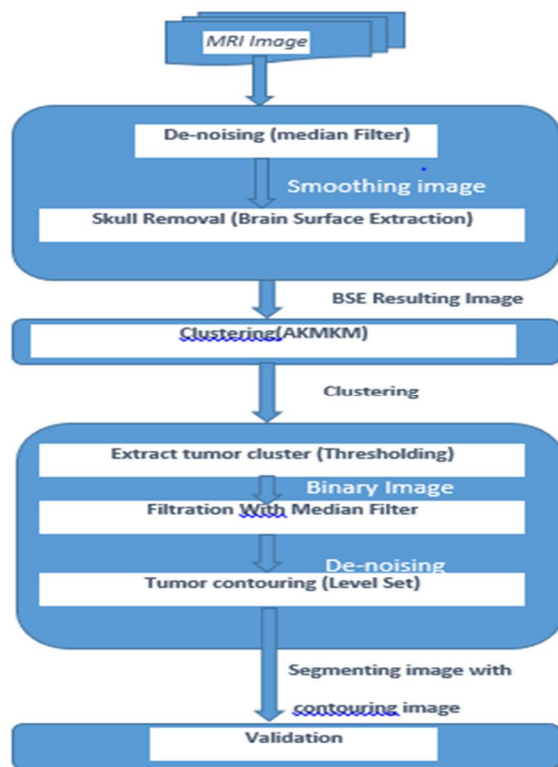 MRI Image
De-noising (median Filter)
Smoothing image
Skull Removal (Brain Surface Extraction)
BSE Resulting Image
Clustering(AKMKM)
Clustering
Extract tumor cluster (Thresholding)
Binary Image
Filtration With Median Filter
De-noising
Tumor contouring (Level Set)
Segmenting image with
contouring image
Validation